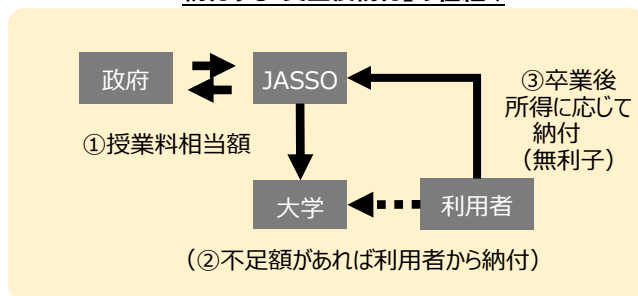 政府
JASSO
③卒業後
所得に応じて
納付
（無利子）
①授業料相当額
大学
利用者
（②不足額があれば利用者から納付）